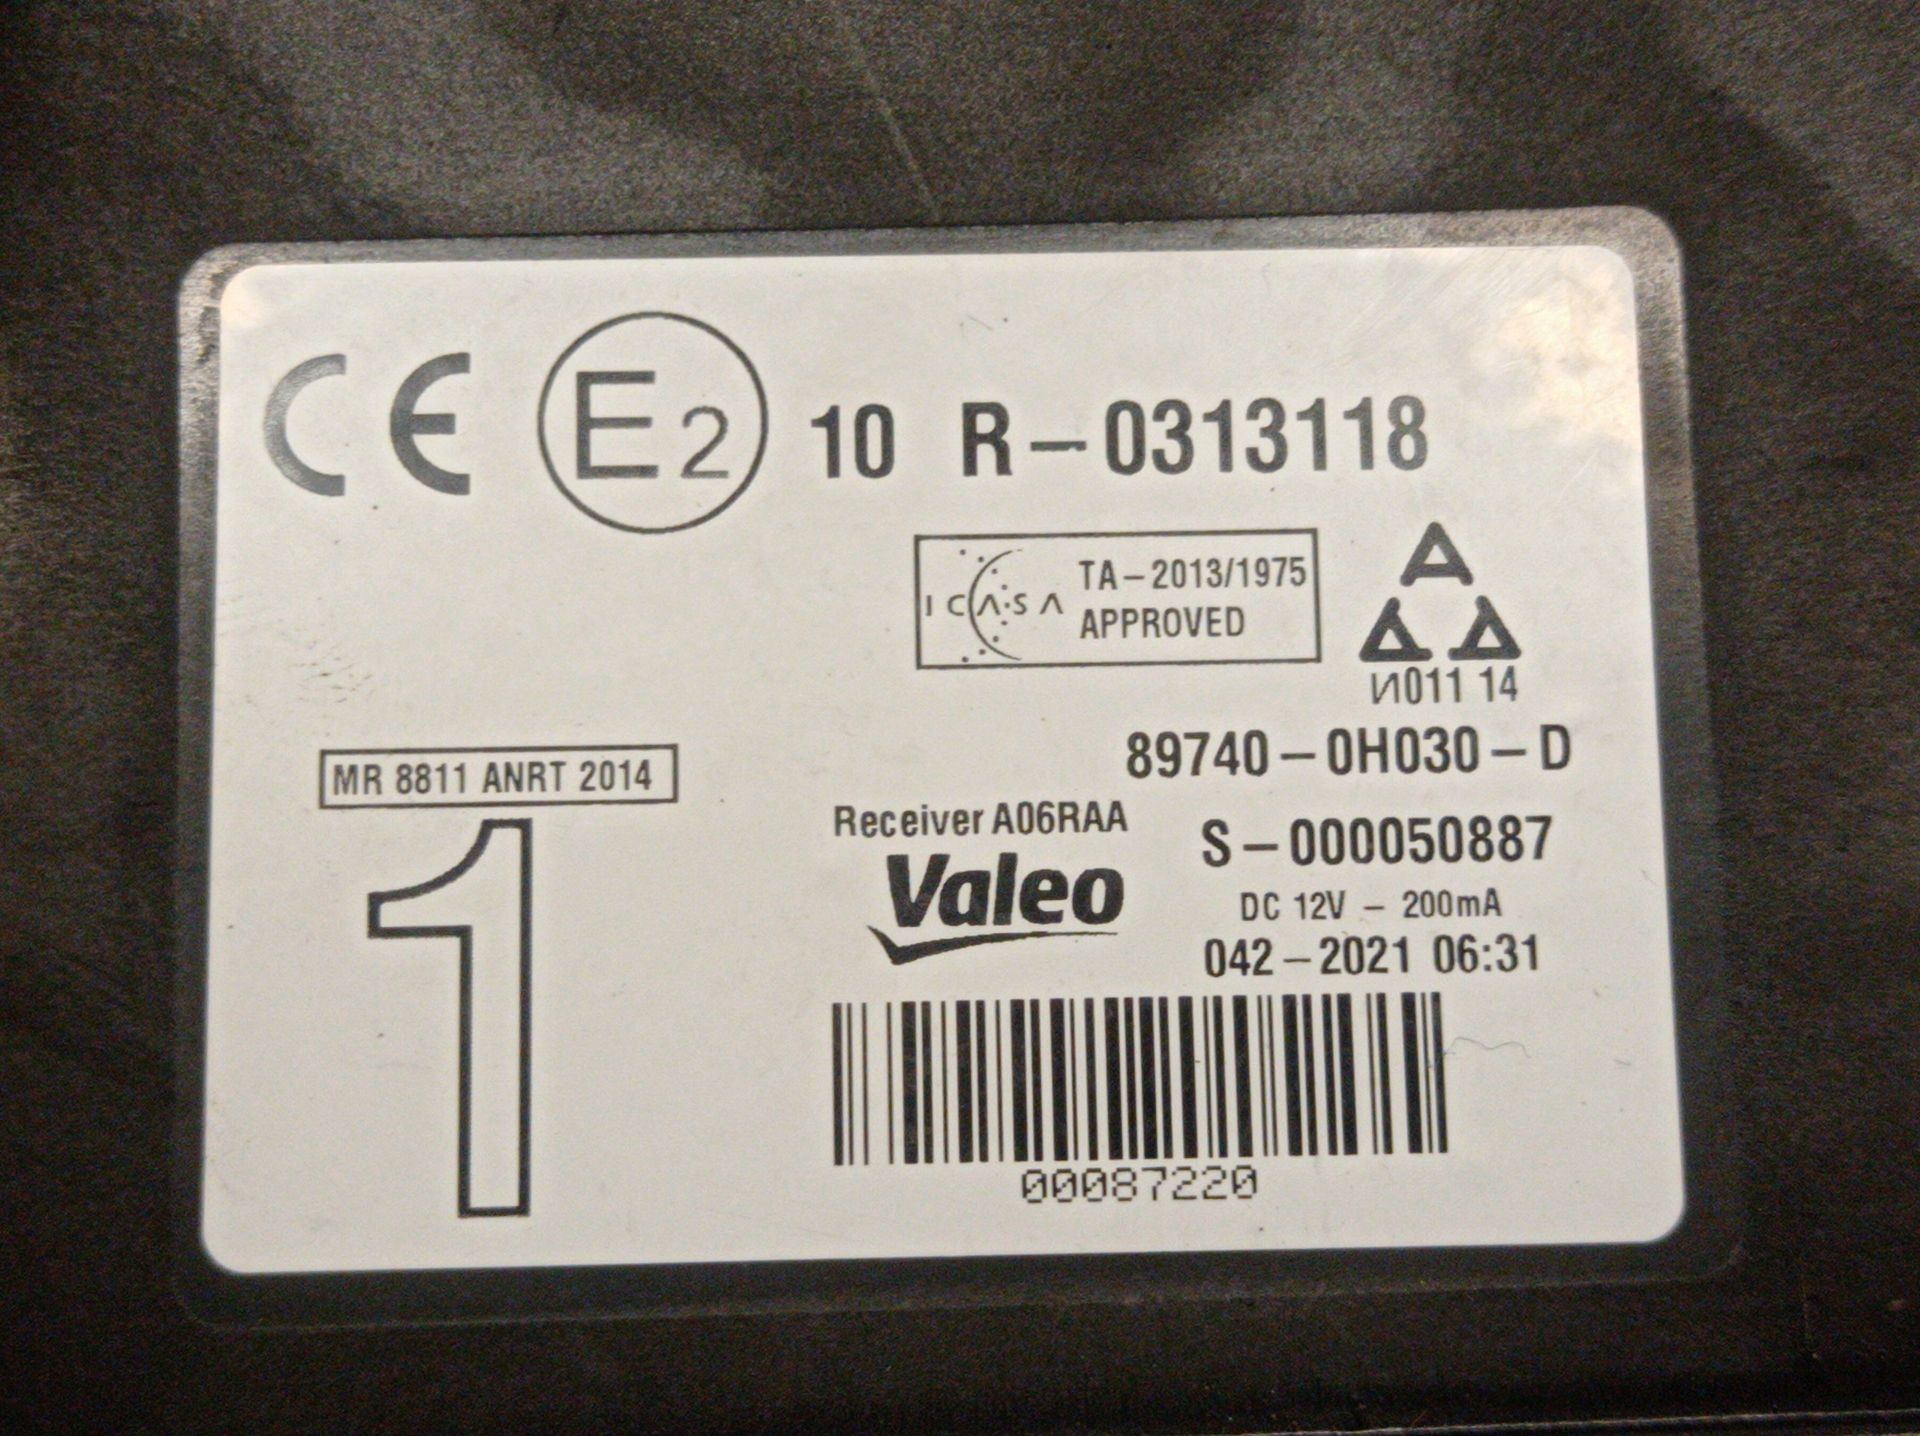 CE E2 10 R-0313118
ICASA TA-2013/1975
APPROVED
И011 14
MR 8811 ANRT 2014
1
89740-0H030-D
Receiver A06RAA
Valeo
S-000050887
DC 12V - 200mA
042-2021 06:31
00087220